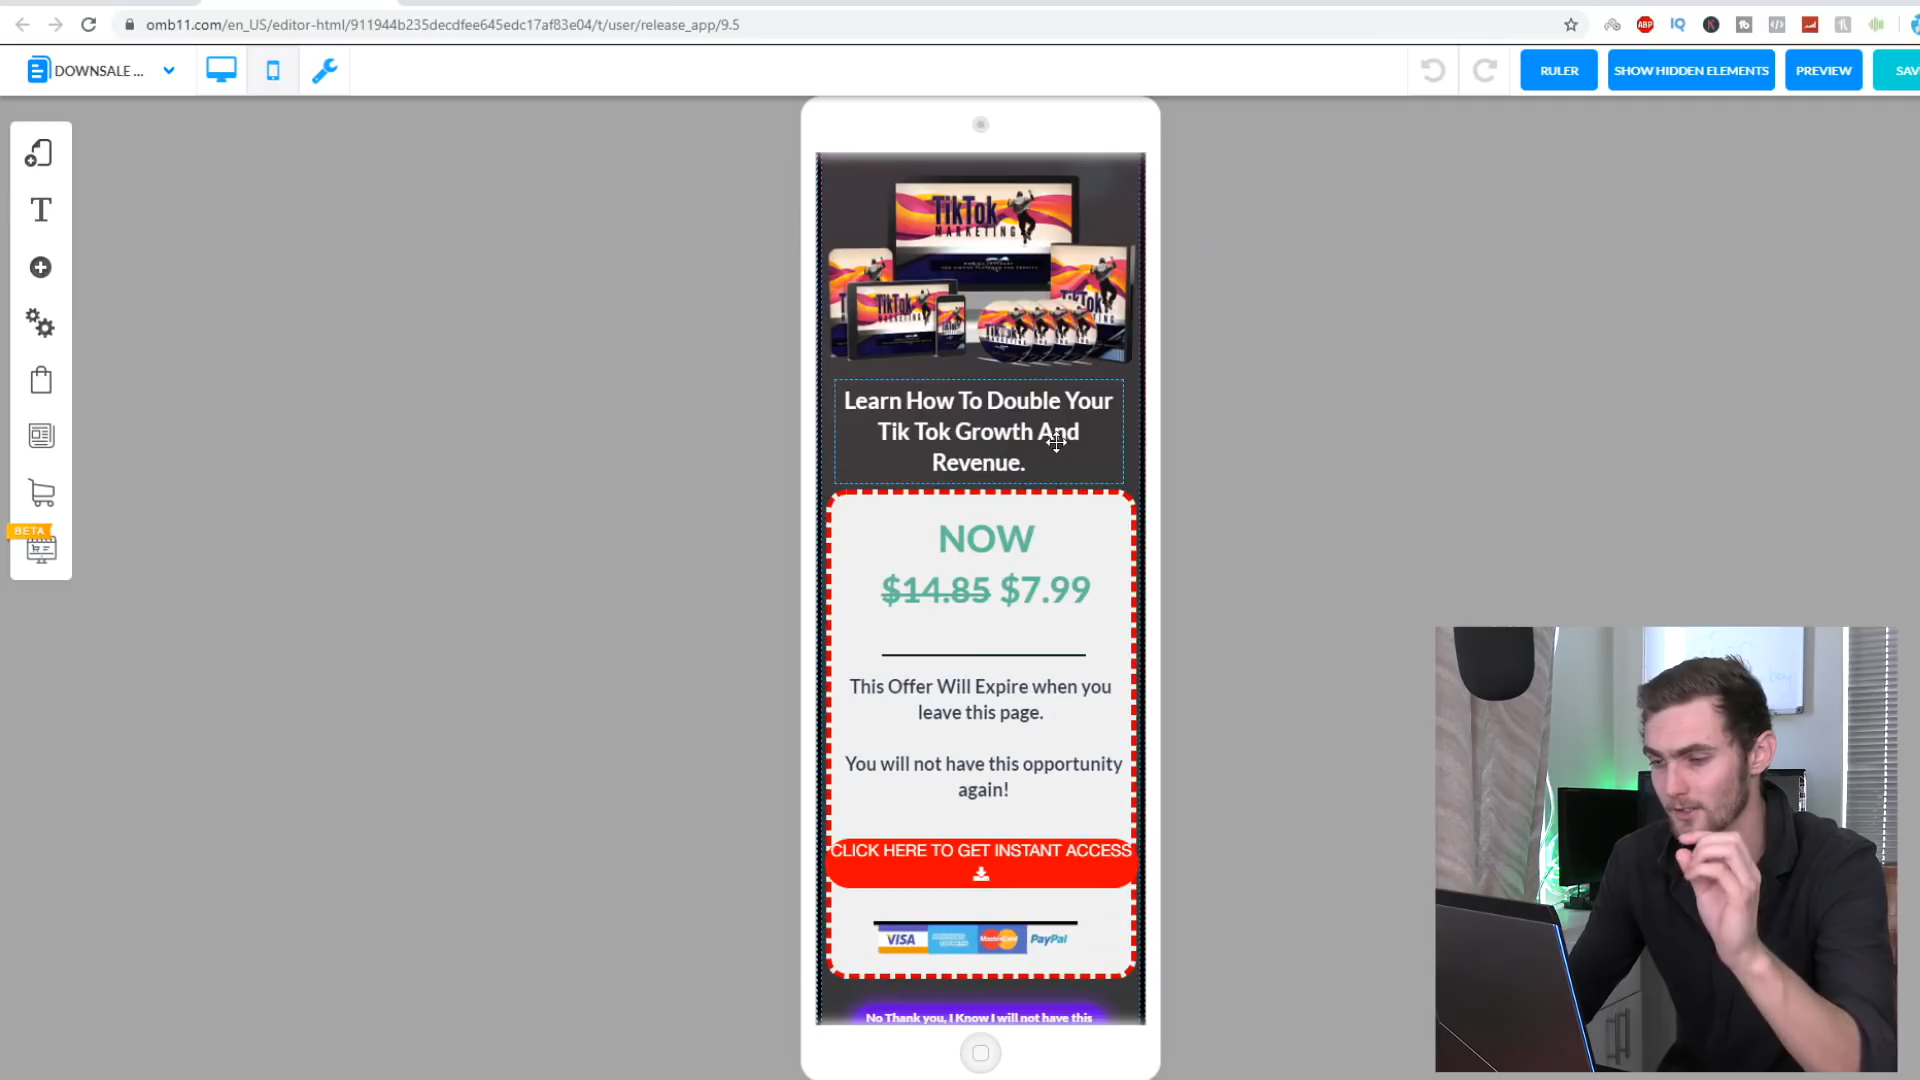 omb11.com/en_US/editor-html/911944b235decdfee645edc17af83e04/t/user/release_app/9.5
DOWNSALE ...
RULER
SHOW HIDDEN ELEMENTS
PREVIEW
SAV
BETA
TikTok
MARKETING
TikTok
TikTok
Learn How To Double Your
Tik Tok Growth And
Revenue.
NOW
$14.85 $7.99
This Offer Will Expire when you
leave this page.
You will not have this opportunity
again!
CLICK HERE TO GET INSTANT ACCESS
VISA
MasterCard
PayPal
No Thank you, I Know I will not have this